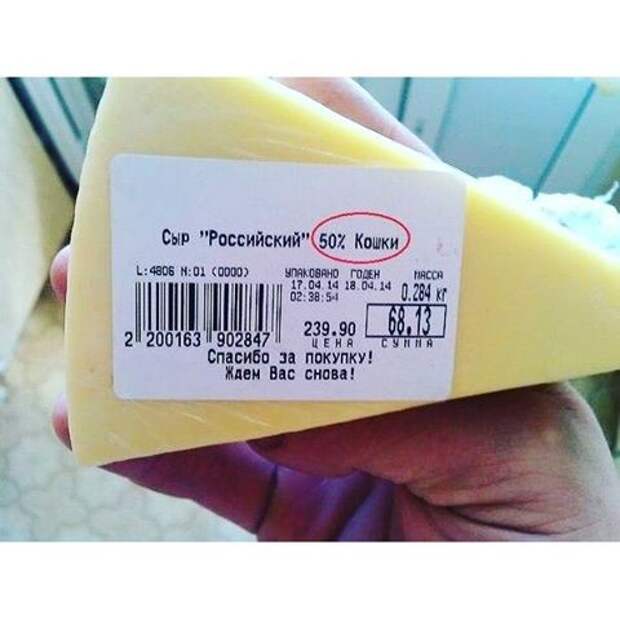 Сыр "Российский" 50% Кошки
L:4806 N:01 (0000) УПАКОВАНО ГОДЕН МАССА
17.04.14 18.04.14 0.284 кг
02:38:54
239.90 68.13
ЦЕНА СУММА
2 200163 902847
Спасибо за покупку!
Ждем Вас снова!